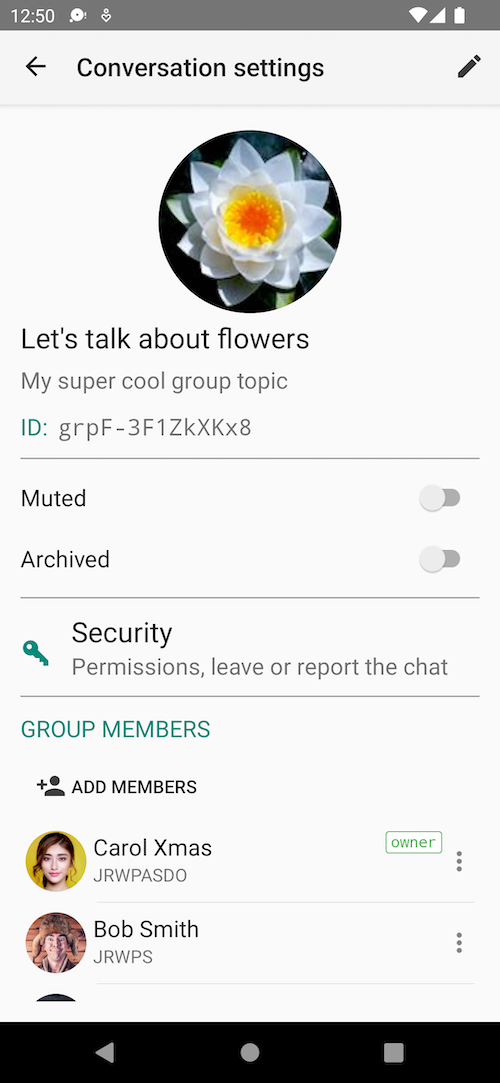 12:50
Conversation settings
Let's talk about flowers
My super cool group topic
ID: grpF-3F1ZkXKx8
Muted
Archived
Security
Permissions, leave or report the chat
GROUP MEMBERS
ADD MEMBERS
Carol Xmas
owner
JRWPASDO
Bob Smith
JRWPS